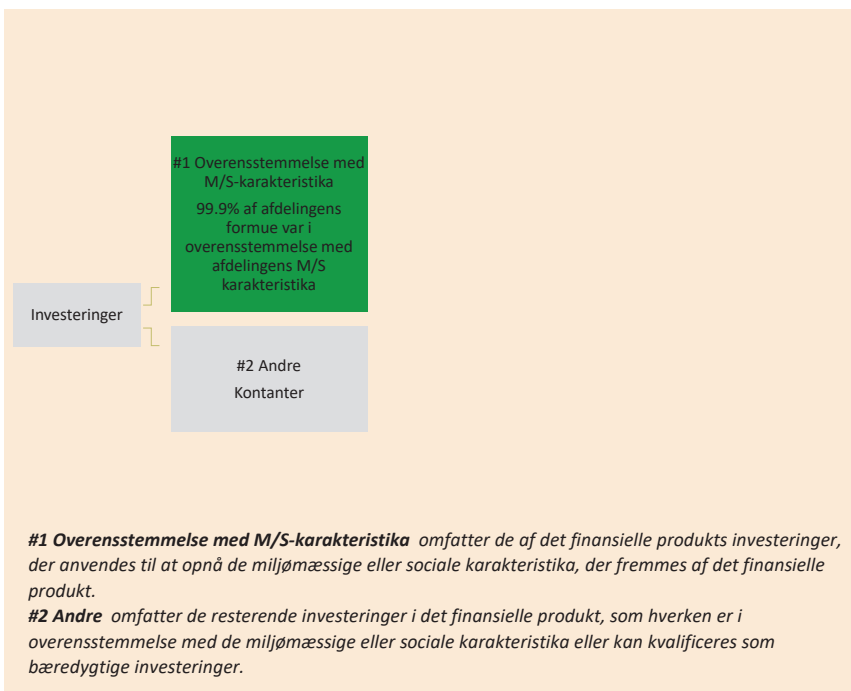 #1 Overensstemmelse med
M/S-karakteristika
99.9% af afdelingens
formue var i
overensstemmelse med
afdelingens M/S
karakteristika
Investeringer
#2 Andre
Kontanter
#1 Overensstemmelse med M/S-karakteristika omfatter de af det finansielle produkts investeringer,
der anvendes til at opnå de miljømæssige eller sociale karakteristika, der fremmes af det finansielle
produkt.
#2 Andre omfatter de resterende investeringer i det finansielle produkt, som hverken er i
overensstemmelse med de miljømæssige eller sociale karakteristika eller kan kvalificeres som
bæredygtige investeringer.